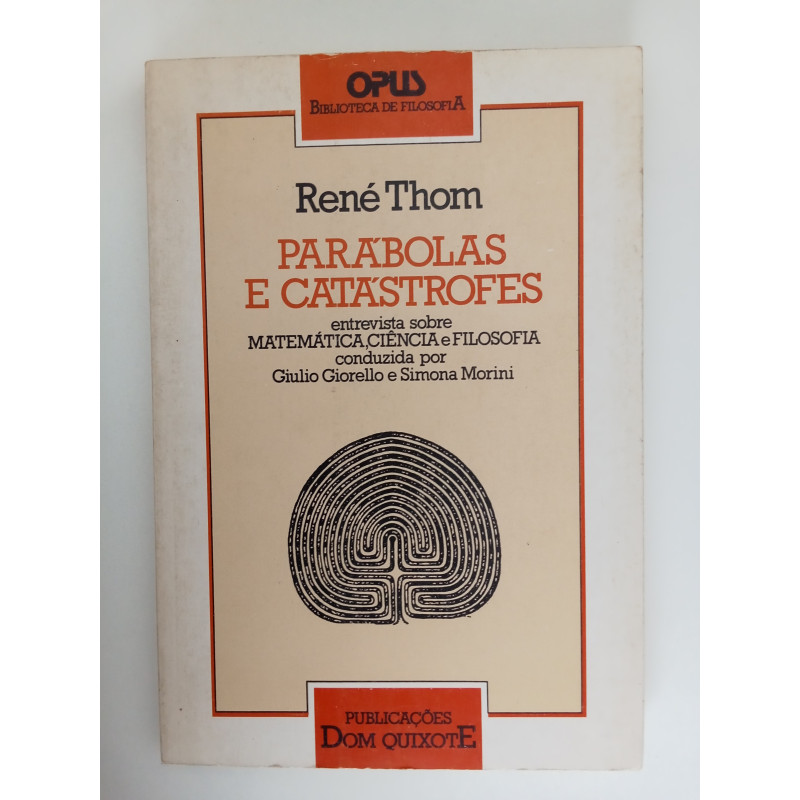 OPUS
BIBLIOTECA DE FILOSOFIA
René Thom
PARÁBOLAS
E CATÁSTROFES
entrevista sobre
MATEMÁTICA, CIÊNCIA e FILOSOFIA
conduzida por
Giulio Giorello e Simona Morini
PUBLICAÇÕES
DOM QUIXOTE